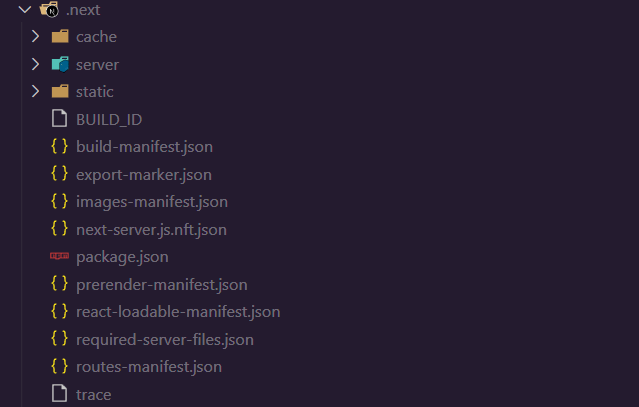 .next
cache
server
static
BUILD_ID
build-manifest.json
export-marker.json
images-manifest.json
next-server.js.nft.json
package.json
prerender-manifest.json
react-loadable-manifest.json
required-server-files.json
routes-manifest.json
trace